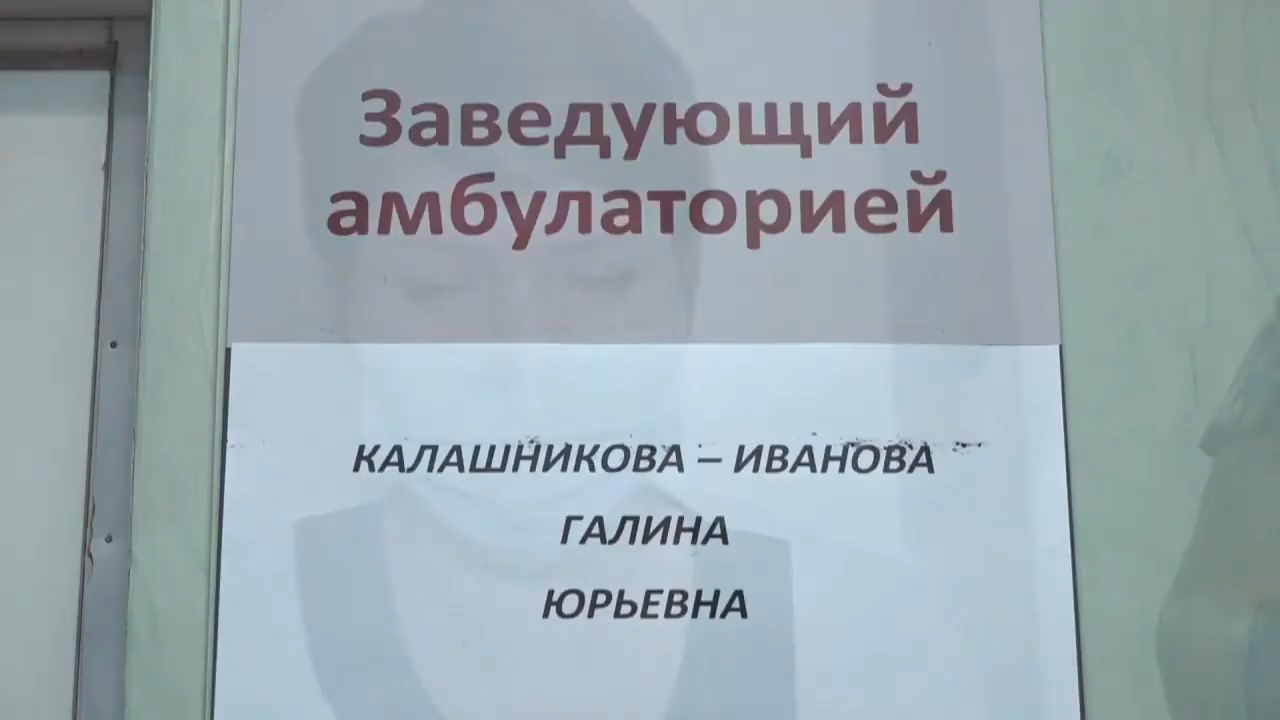 Заведующий
амбулаторией
КАЛАШНИКОВА – ИВАНОВА
ГАЛИНА
ЮРЬЕВНА